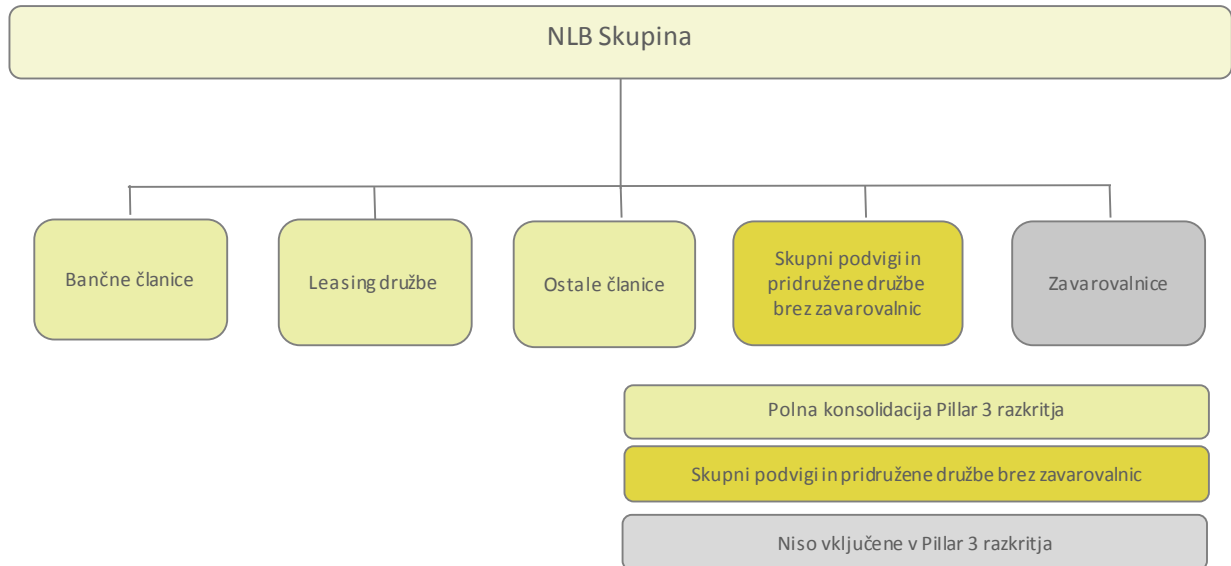 NLB Skupina
Bančne članice
Leasing družbe
Ostale članice
Skupni podvigi in
pridružene družbe
brez zavarovalnic
Zavarovalnice
Polna konsolidacija Pillar 3 razkritja
Skupni podvigi in pridružene družbe brez zavarovalnic
Niso vključene v Pillar 3 razkritja